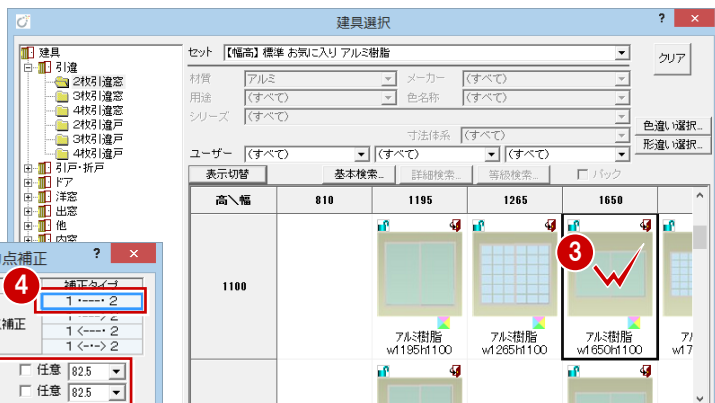 建具選択
? ×
建具
引違
2枚引違窓
3枚引違窓
4枚引違窓
2枚引違戸
3枚引違戸
4枚引違戸
引戸・折戸
ドア
洋窓
出窓
他
内窓
セット 【幅高】標準 お気に入り アルミ樹脂
クリア
材質 アルミ メーカー (すべて)
用途 (すべて) 色名称 (すべて)
シリーズ (すべて)
寸法体系 (すべて)
色違い選択...
形違い選択...
ユーザー (すべて) (すべて) (すべて)
表示切替 基本検索... 詳細検索... 等級検索... パック
高\幅 810 1195 1265 1650
1100
3
アルミ樹脂 アルミ樹脂 アルミ樹脂 アル
w1195h1100 w1265h1100 w1650h1100 w17
点補正 ? ×
4
補正タイプ
1 ・---・ 2
1 ・---> 2
補正
1 <---・ 2
1 <-・-> 2
任意 82.5
任意 82.5